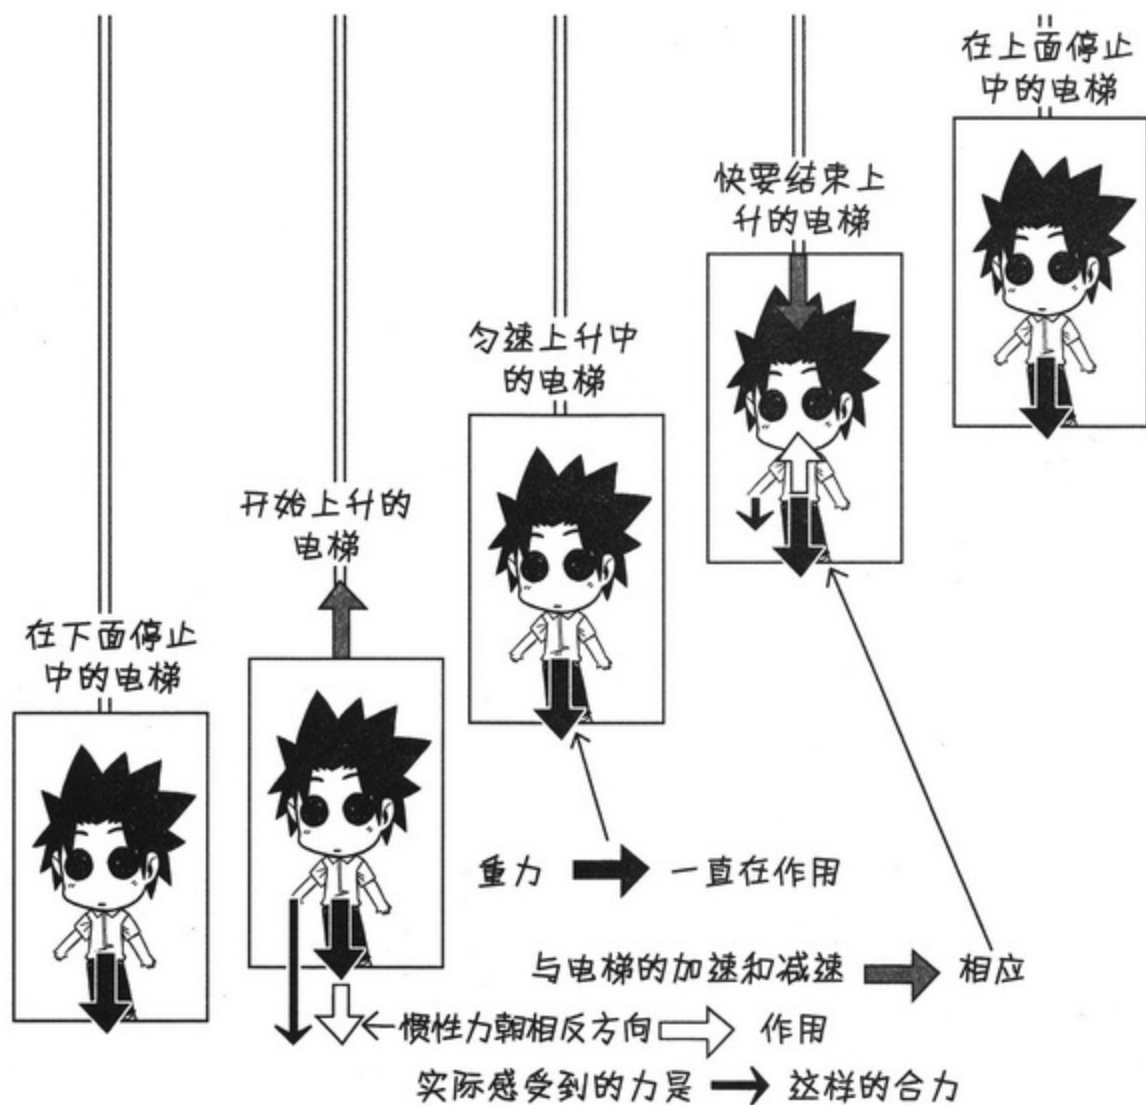 在上面停止
中的电梯
快要结束上
升的电梯
匀速上升中
的电梯
开始上升的
电梯
在下面停止
中的电梯
重力 一直在作用
与电梯的加速和减速 相应
惯性力朝相反方向 作用
实际感受到的力是 这样的合力